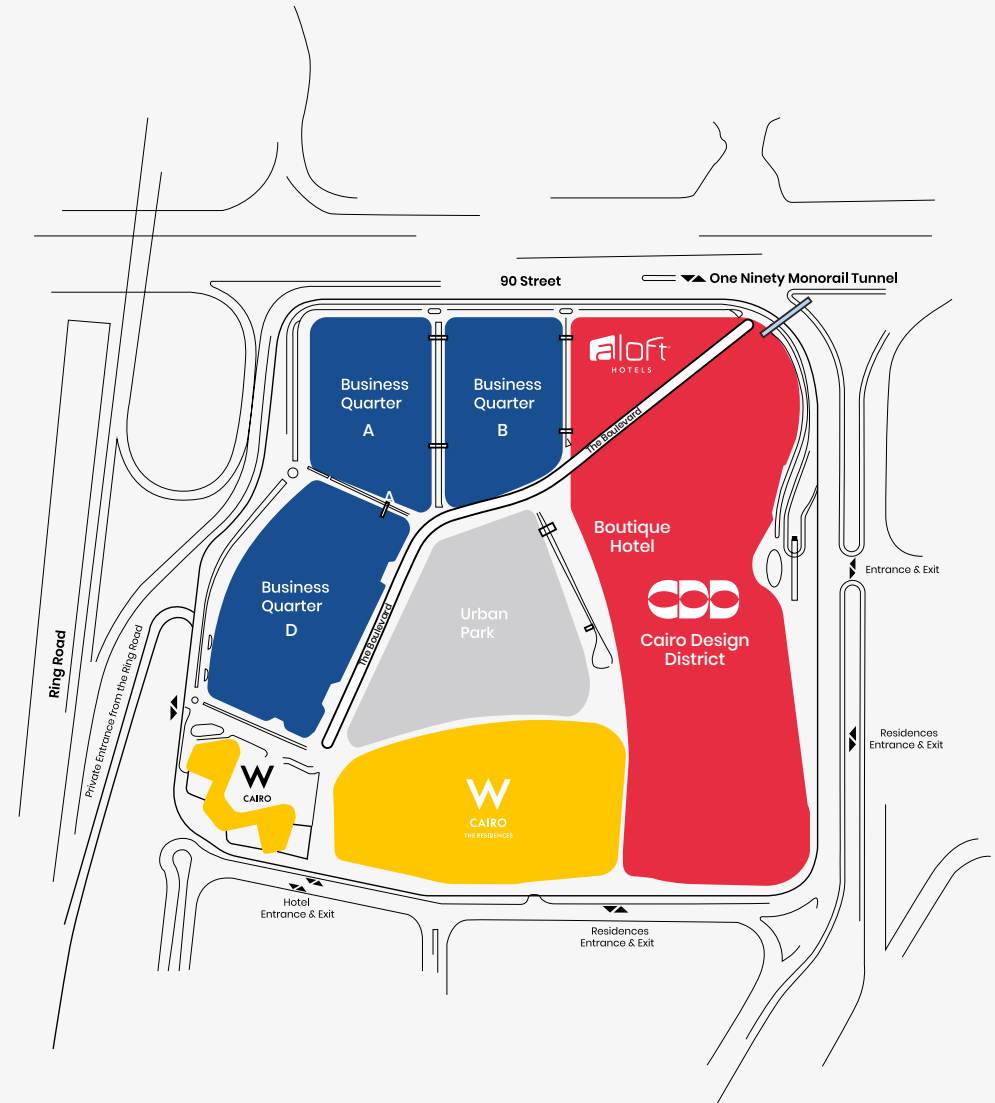 90 Street
One Ninety Monorail Tunnel
aloft
HOTELS
Business
Quarter
A
Business
Quarter
B
The Boulevard
A
Boutique
Hotel
CDD
Cairo Design
District
Entrance & Exit
Business
Quarter
D
Urban
Park
The Boulevard
Ring Road
Private Entrance from the Ring Road
Residences
Entrance & Exit
W
CAIRO
W
CAIRO
THE RESIDENCES
Hotel
Entrance & Exit
Residences
Entrance & Exit